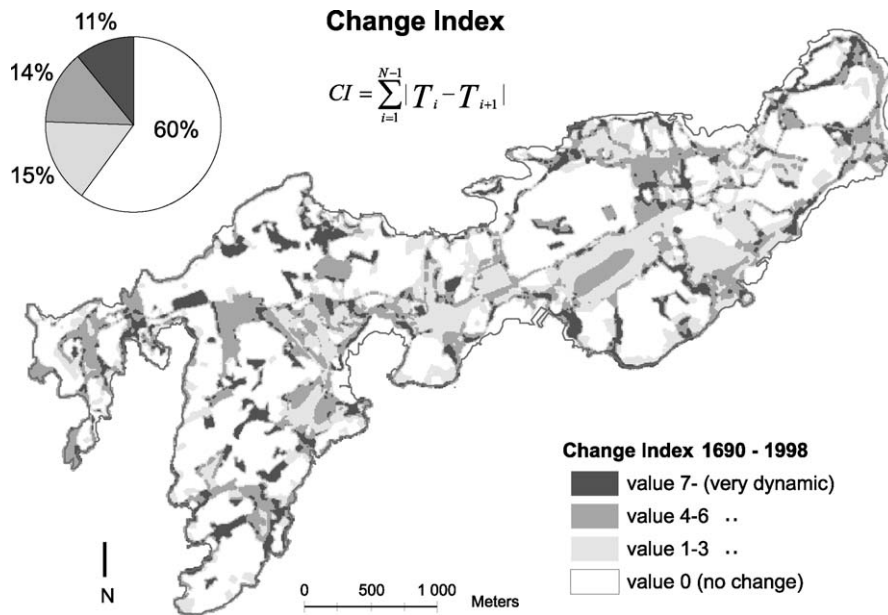 11%
14%
60%
15%
Change Index
CI = \sum_{i=1}^{N-1} | T_i - T_{i+1} |
Change Index 1690 - 1998
value 7- (very dynamic)
value 4-6 ..
value 1-3 ..
value 0 (no change)
N
0 500 1 000
Meters